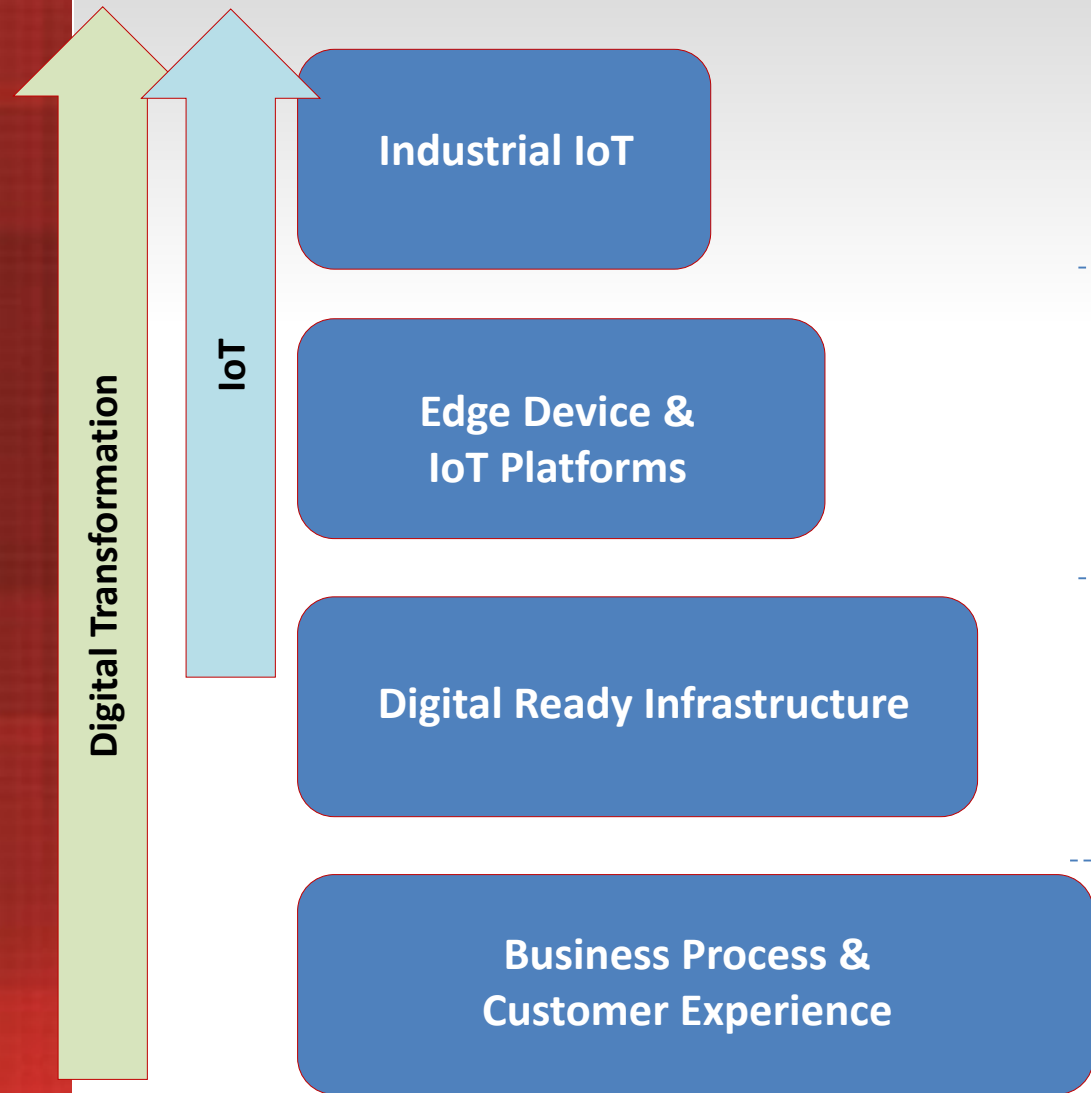 Industrial IoT
IoT
Edge Device &
IoT Platforms
Digital Transformation
Digital Ready Infrastructure
Business Process &
Customer Experience